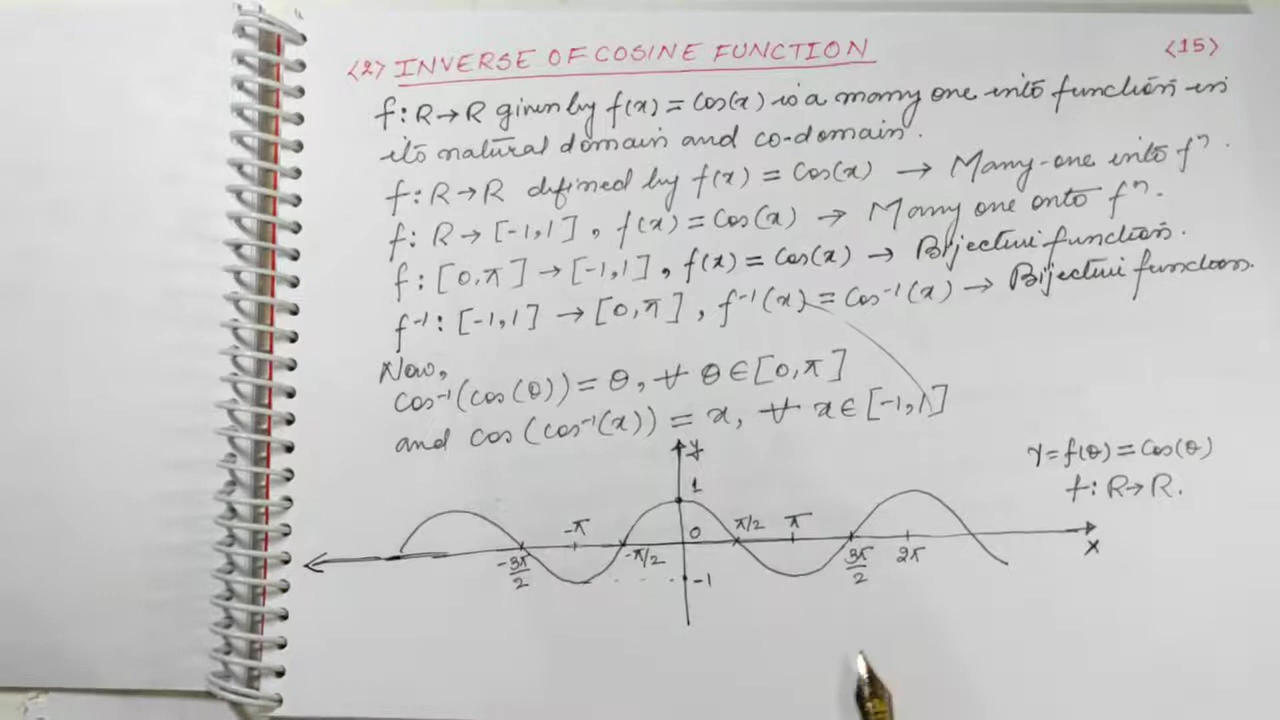 <2> INVERSE OF COSINE FUNCTION <15>
f: R→R given by f(x) = Cos(x) is a many one into function in
its natural domain and co-domain.
f: R→R defined by f(x) = Cos(x) → Many-one into fⁿ.
f: R→[-1,1], f(x) = Cos(x) → Many one onto fⁿ.
f: [0,π]→[-1,1], f(x) = Cos(x) → Bijective function.
f⁻¹: [-1,1] → [0,π], f⁻¹(x) = Cos⁻¹(x) → Bijective function.
Now,
cos⁻¹(cos(θ)) = θ, ∀ θ∈[0,π]
and cos(cos⁻¹(x)) = x, ∀ x∈[-1,1]
y = f(θ) = Cos(θ)
f: R→R.
y
1
-π 0 π/2 π
-3π/2 -π/2 3π/2 2π x
-1